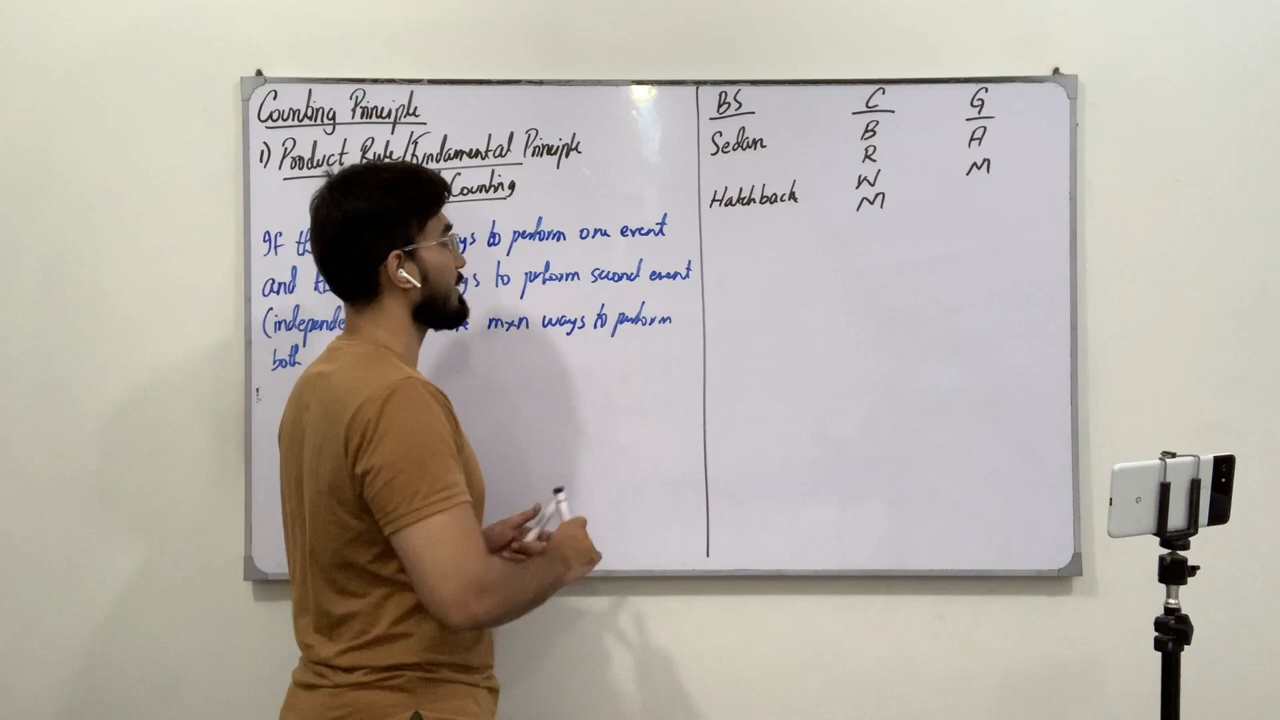 Counting Principle
1) Product Rule/Fundamental Principle
Counting
If ys to perform one event
and ys to perform second event
(independe mxn ways to perform
both
BS C G
Sedan B A
R M
W
Hatchback M